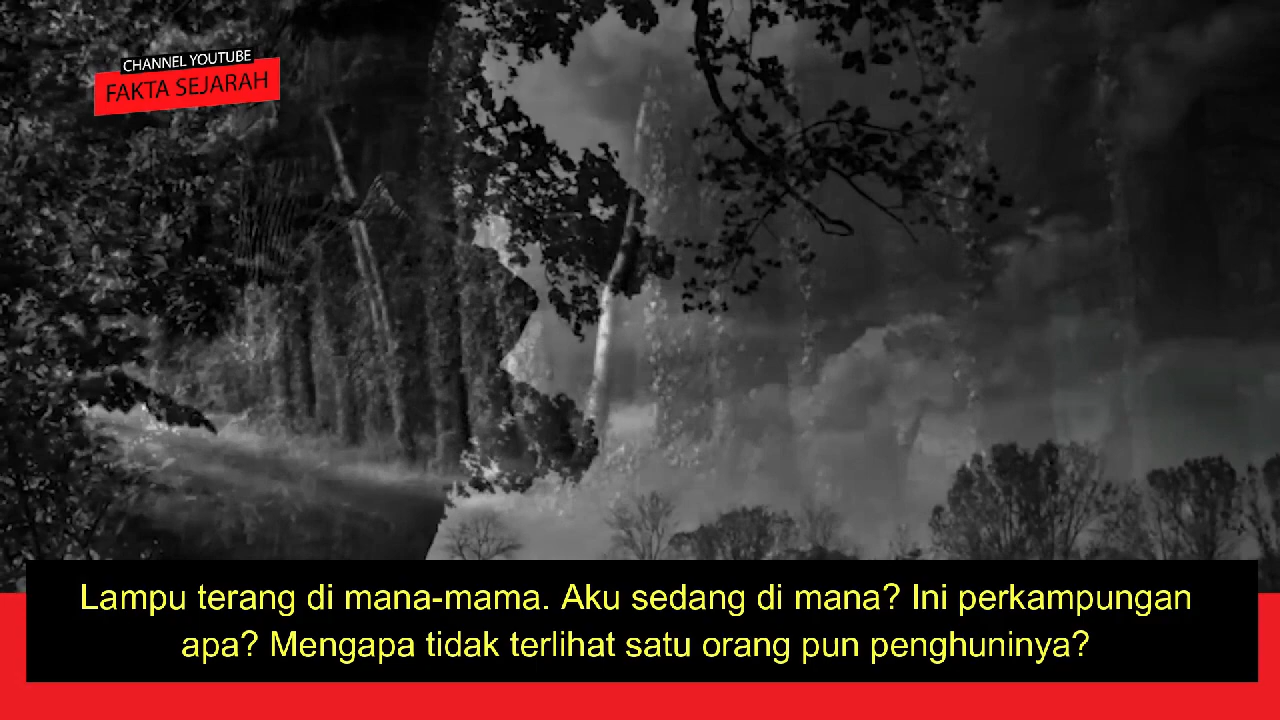 CHANNEL YOUTUBE
FAKTA SEJARAH
Lampu terang di mana-mama. Aku sedang di mana? Ini perkampungan
apa? Mengapa tidak terlihat satu orang pun penghuninya?